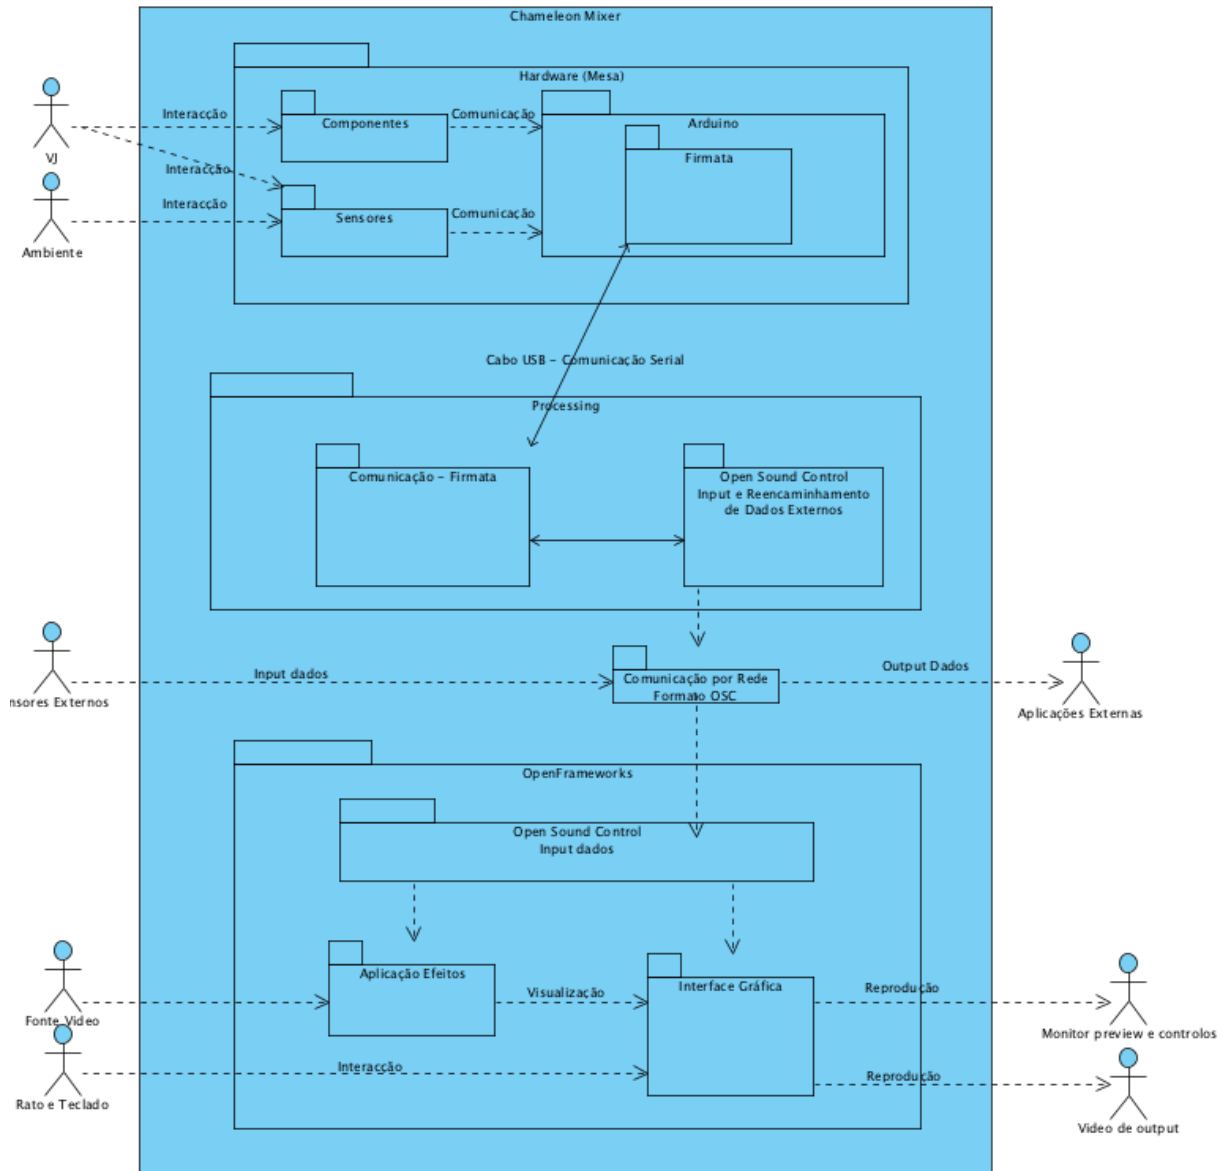 Chameleon Mixer
Hardware (Mesa)
Interacção
Componentes
Comunicação
Arduino
Firmata
VJ
Interacção
Interacção
Sensores
Comunicação
Ambiente
Cabo USB – Comunicação Serial
Processing
Comunicação – Firmata
Open Sound Control
Input e Reencaminhamento
de Dados Externos
Input dados
Comunicação por Rede
Formato OSC
Output Dados
nsores Externos
Aplicações Externas
OpenFrameworks
Open Sound Control
Input dados
Aplicação Efeitos
Visualização
Interface Gráfica
Reprodução
Fonte Video
Monitor preview e controlos
Interacção
Reprodução
Rato e Teclado
Video de output